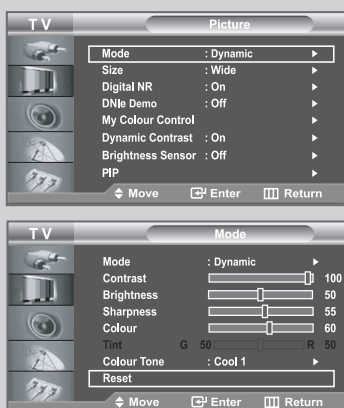 TV Picture
Mode : Dynamic
Size : Wide
Digital NR : On
DNIe Demo : Off
My Colour Control
Dynamic Contrast : On
Brightness Sensor : Off
PIP
Move Enter Return
TV Mode
Mode : Dynamic
Contrast 100
Brightness 50
Sharpness 55
Colour 60
Tint G 50 R 50
Colour Tone : Cool 1
Reset
Move Enter Return